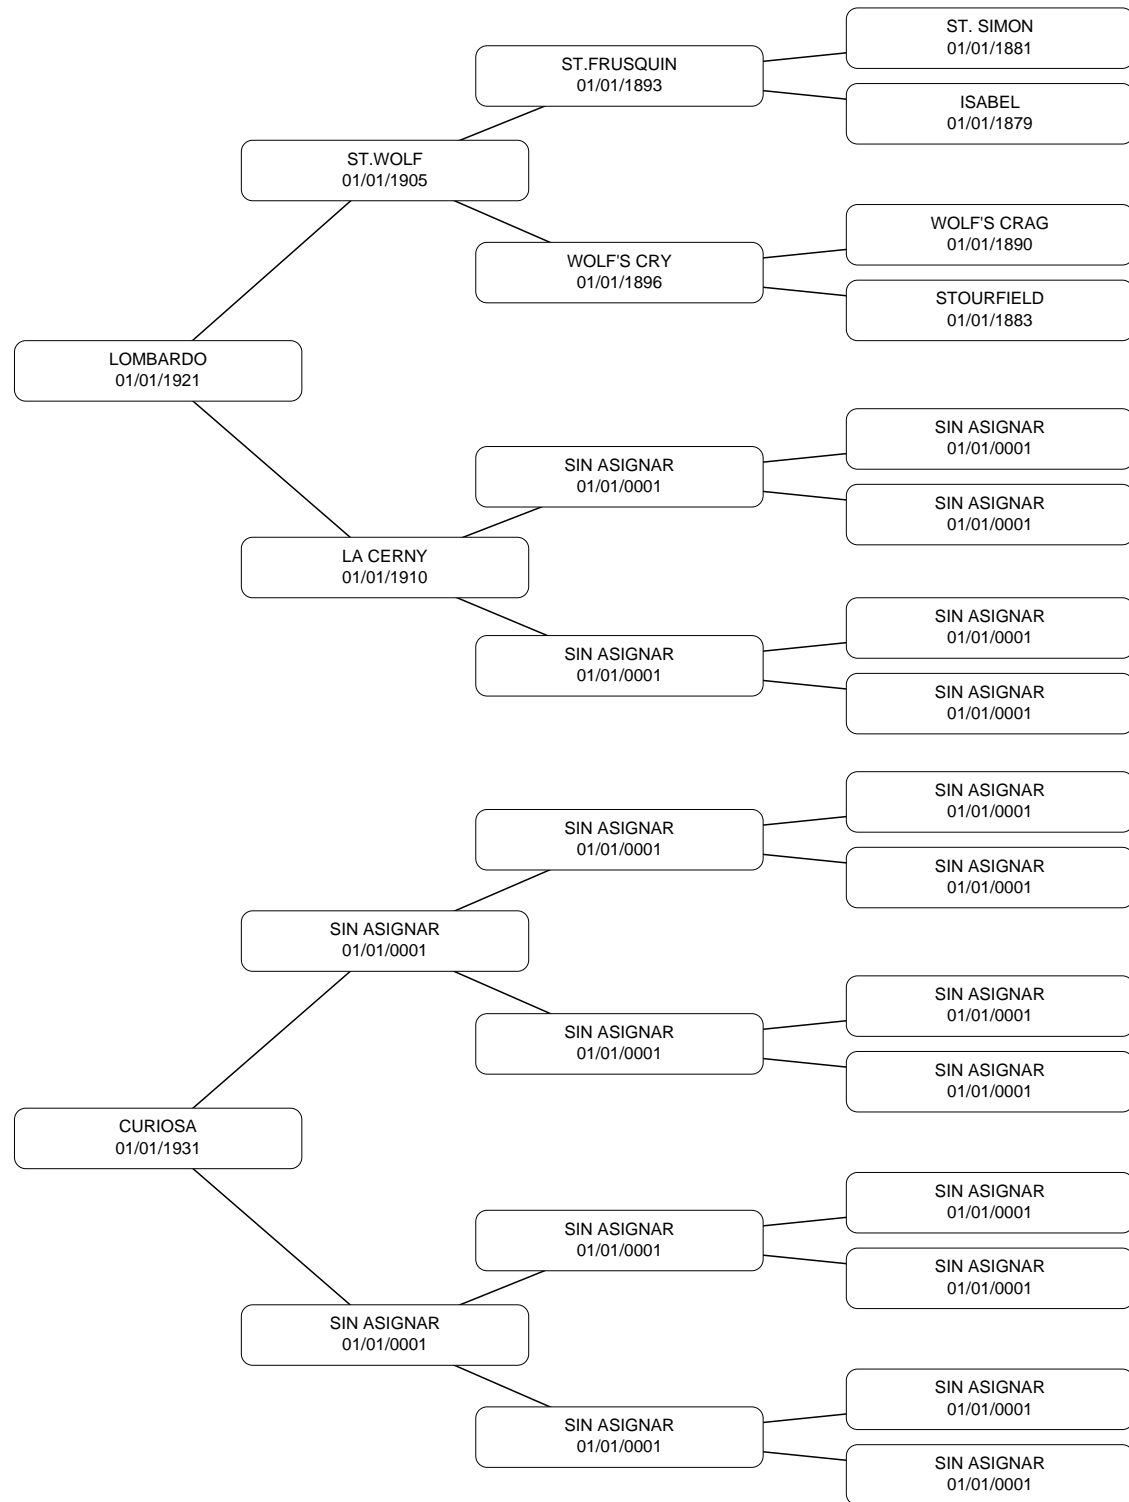 ST. SIMON
01/01/1881
ST.FRUSQUIN
01/01/1893
ISABEL
01/01/1879
ST.WOLF
01/01/1905
WOLF'S CRAG
01/01/1890
WOLF'S CRY
01/01/1896
STOURFIELD
01/01/1883
LOMBARDO
01/01/1921
SIN ASIGNAR
01/01/0001
SIN ASIGNAR
01/01/0001
SIN ASIGNAR
01/01/0001
LA CERNY
01/01/1910
SIN ASIGNAR
01/01/0001
SIN ASIGNAR
01/01/0001
SIN ASIGNAR
01/01/0001
SIN ASIGNAR
01/01/0001
SIN ASIGNAR
01/01/0001
SIN ASIGNAR
01/01/0001
SIN ASIGNAR
01/01/0001
SIN ASIGNAR
01/01/0001
SIN ASIGNAR
01/01/0001
SIN ASIGNAR
01/01/0001
CURIOSA
01/01/1931
SIN ASIGNAR
01/01/0001
SIN ASIGNAR
01/01/0001
SIN ASIGNAR
01/01/0001
SIN ASIGNAR
01/01/0001
SIN ASIGNAR
01/01/0001
SIN ASIGNAR
01/01/0001
SIN ASIGNAR
01/01/0001